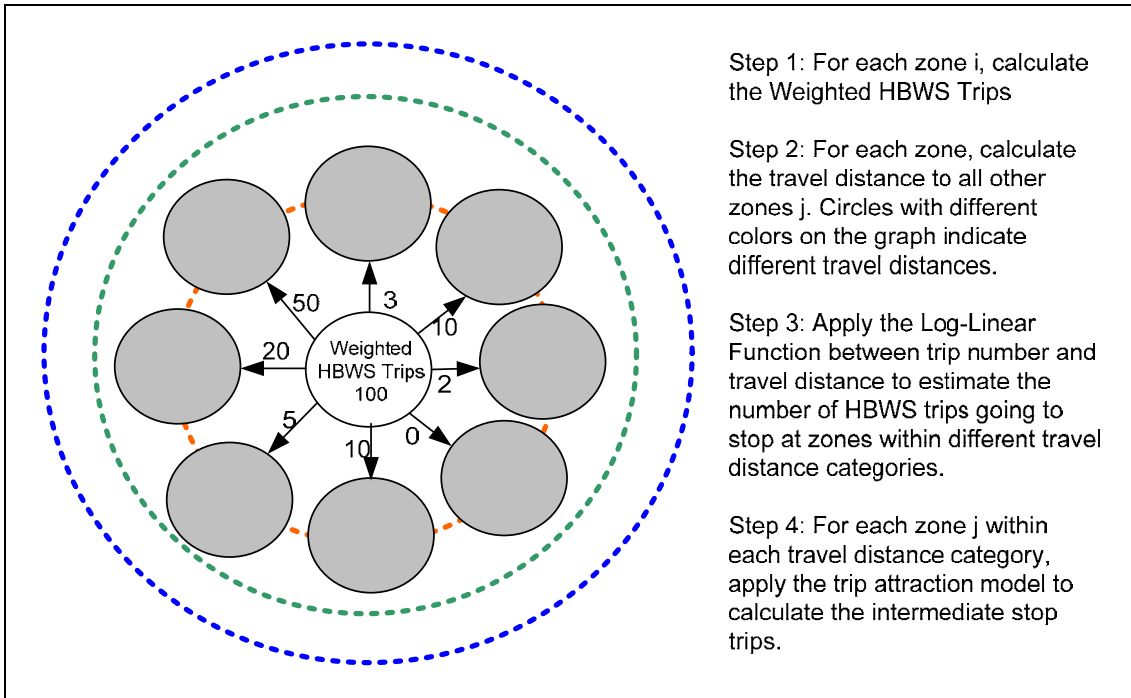 50
3
10
20
Weighted
HBWS Trips
100
2
5
10
0
Step 1: For each zone i, calculate
the Weighted HBWS Trips
Step 2: For each zone, calculate
the travel distance to all other
zones j. Circles with different
colors on the graph indicate
different travel distances.
Step 3: Apply the Log-Linear
Function between trip number and
travel distance to estimate the
number of HBWS trips going to
stop at zones within different travel
distance categories.
Step 4: For each zone j within
each travel distance category,
apply the trip attraction model to
calculate the intermediate stop
trips.